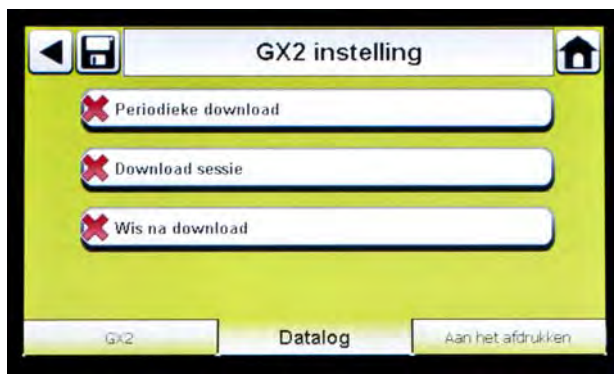 GX2 instelling
Periodieke download
Download sessie
Wis na download
GX2
Datalog
Aan het afdrukken